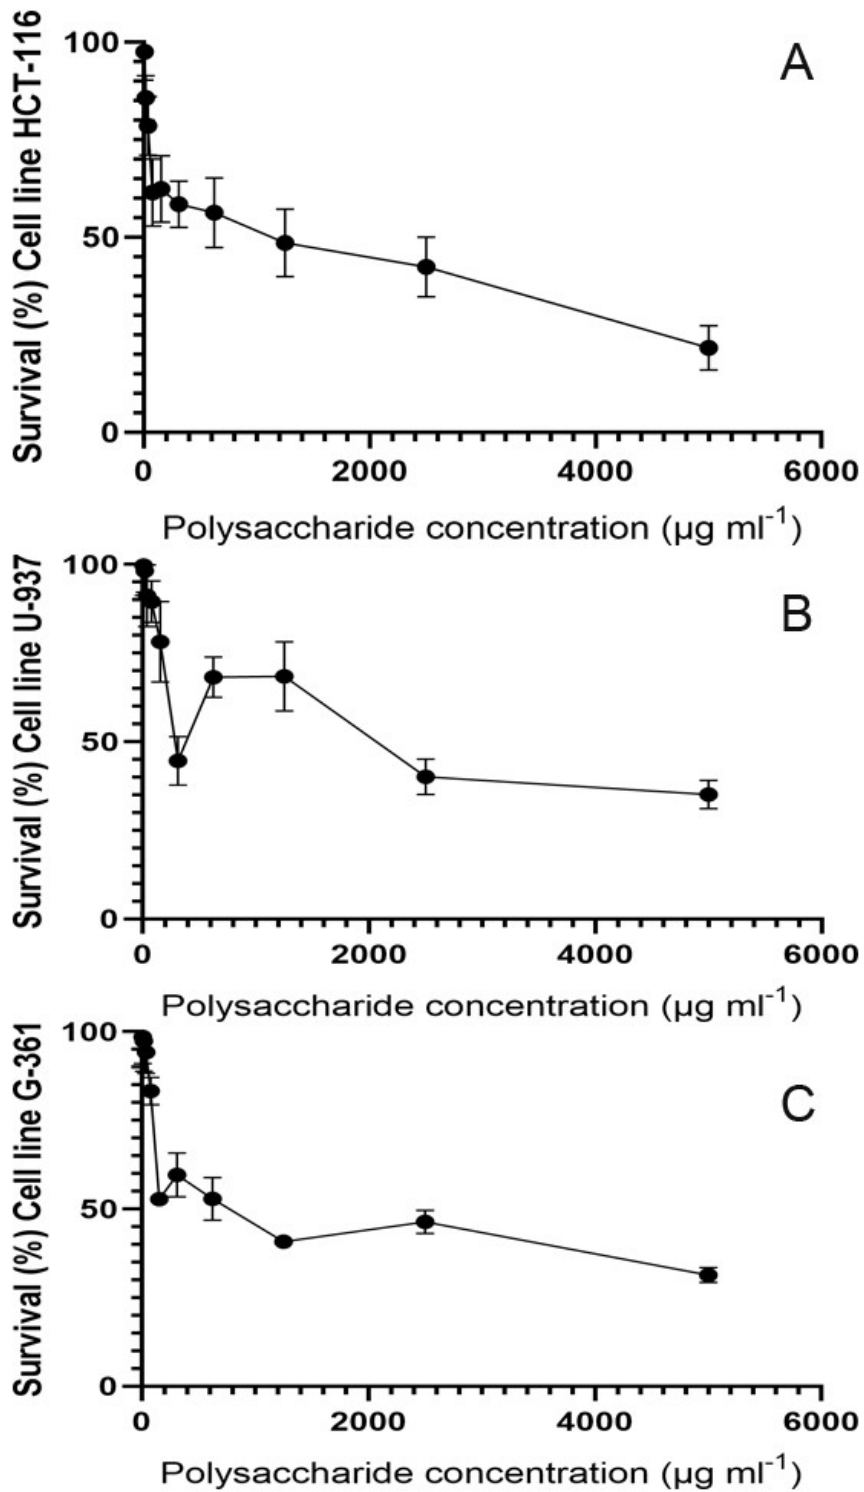 A
Survival (%) Cell line HCT-116
100
50
0
0 2000 4000 6000
Polysaccharide concentration (µg ml⁻¹)
B
Survival (%) Cell line U-937
100
50
0
0 2000 4000 6000
Polysaccharide concentration (µg ml⁻¹)
C
Survival (%) Cell line G-361
100
50
0
0 2000 4000 6000
Polysaccharide concentration (µg ml⁻¹)